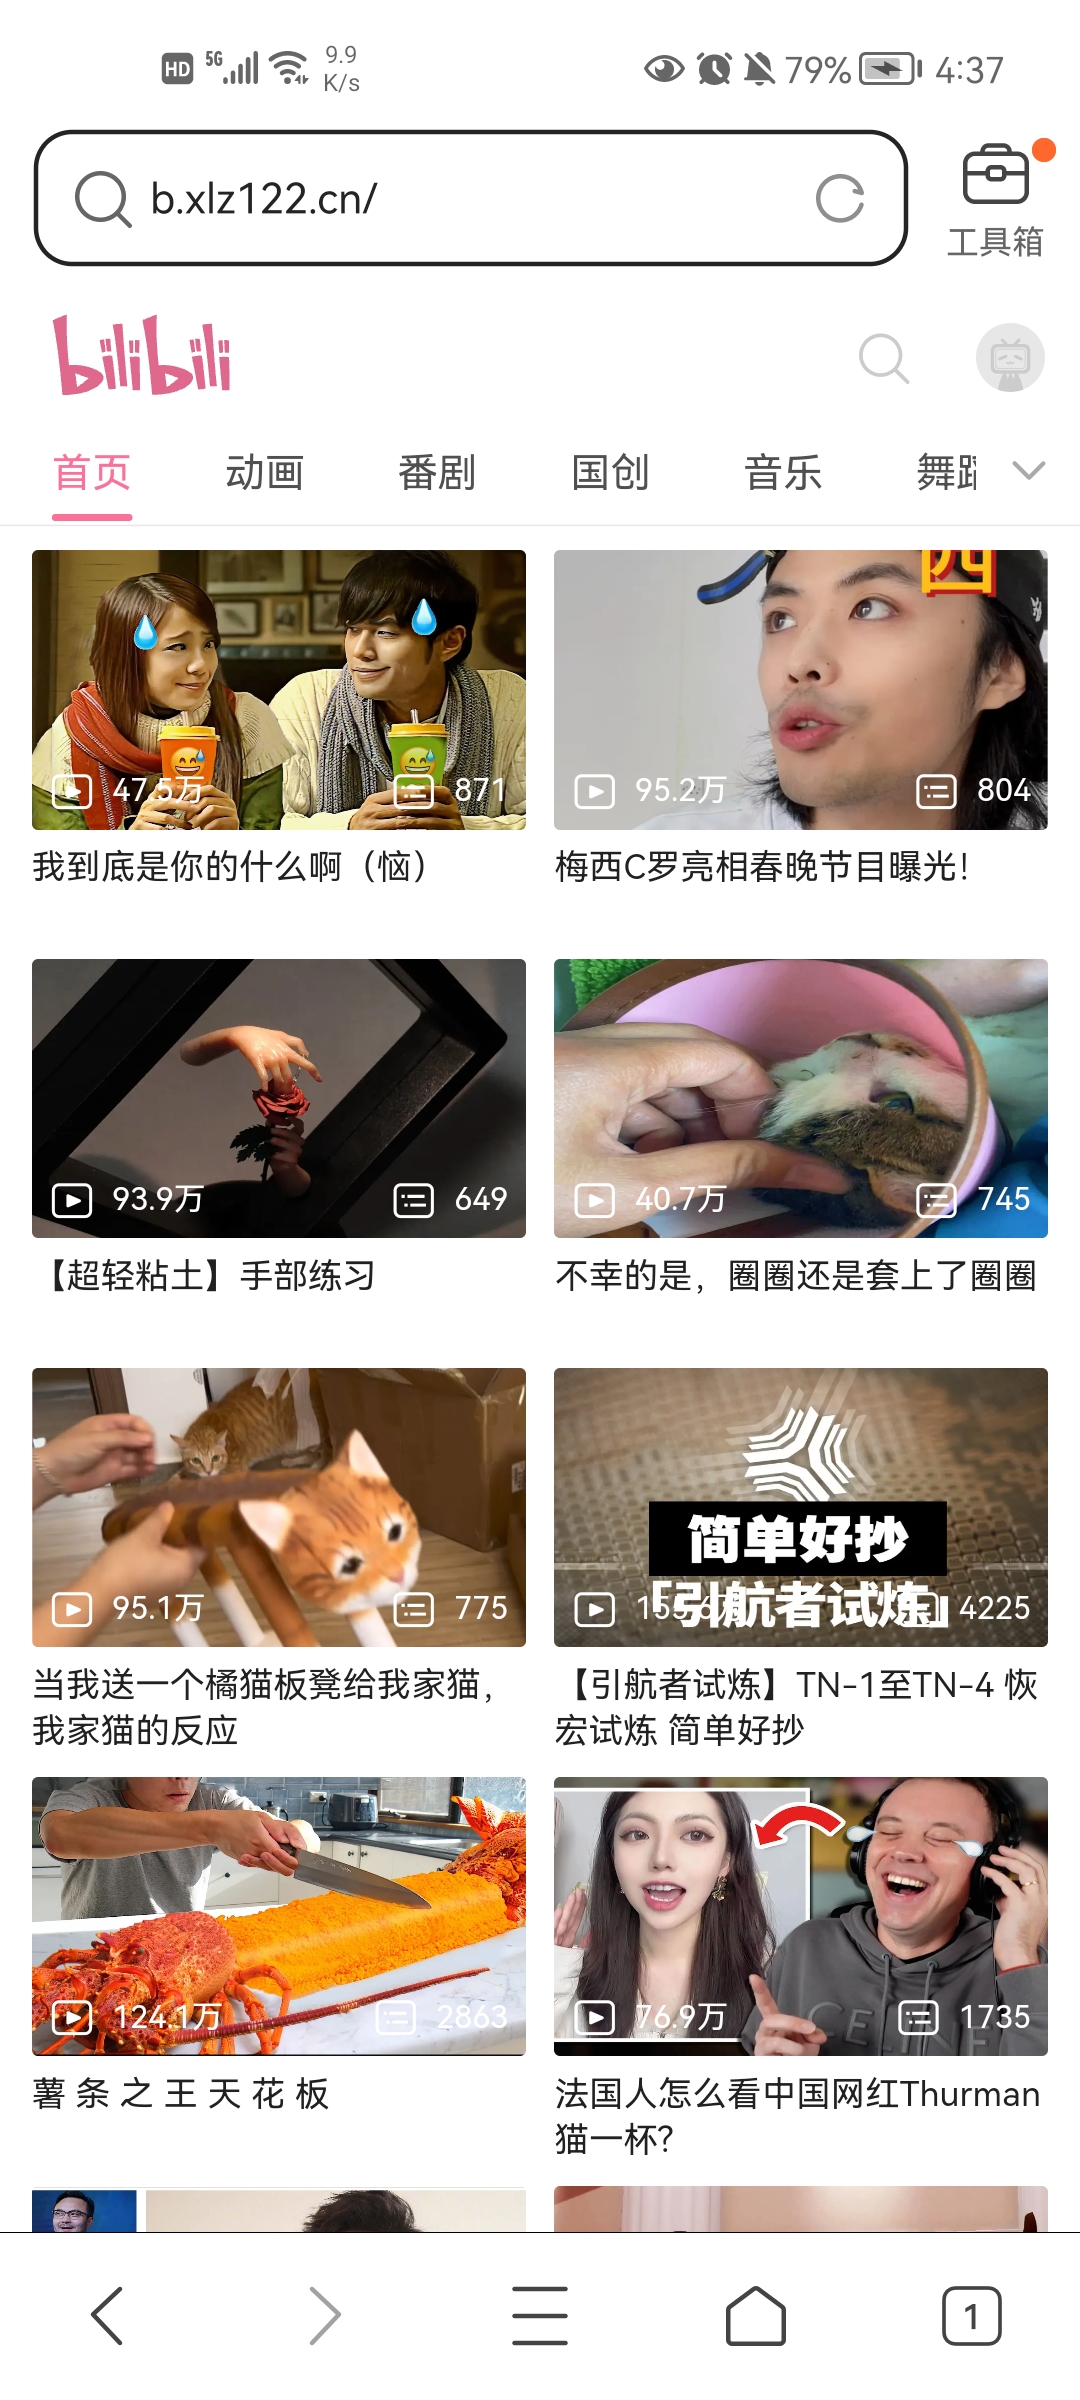 HD 5G 9.9 K/s 79% 4:37
b.xlz122.cn/
工具箱
bilibili
首页 动画 番剧 国创 音乐 舞蹈
四
47.5万 871 95.2万 804
我到底是你的什么啊（恼） 梅西C罗亮相春晚节目曝光！
93.9万 649 40.7万 745
【超轻粘土】手部练习 不幸的是，圈圈还是套上了圈圈
简单好抄
「引航者试炼」
95.1万 775 4225
当我送一个橘猫板凳给我家猫，
我家猫的反应
【引航者试炼】TN-1至TN-4 恢
宏试炼 简单好抄
CELINE
124.1万 2863 76.9万 1735
薯 条 之 王 天 花 板
法国人怎么看中国网红Thurman
猫一杯？
1